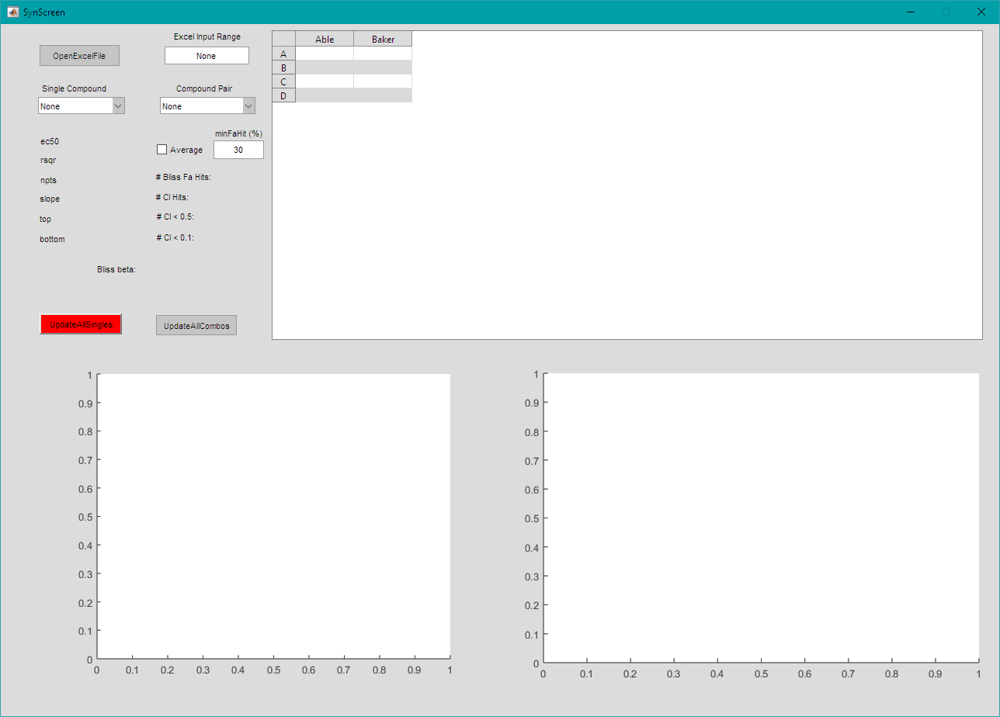 SynScreen
Excel Input Range
OpenExcelFile
None
Single Compound
Compound Pair
None
None
minFaHit (%)
Average
30
ec50
rsqr
npts
slope
top
bottom
# Bliss Fa Hits:
# CI Hits:
# CI < 0.5:
# CI < 0.1:
Bliss beta:
UpdateAllSingles
UpdateAllCombos
Able Baker
A
B
C
D
1
0.9
0.8
0.7
0.6
0.5
0.4
0.3
0.2
0.1
0
0 0.1 0.2 0.3 0.4 0.5 0.6 0.7 0.8 0.9 1
1
0.9
0.8
0.7
0.6
0.5
0.4
0.3
0.2
0.1
0
0 0.1 0.2 0.3 0.4 0.5 0.6 0.7 0.8 0.9 1